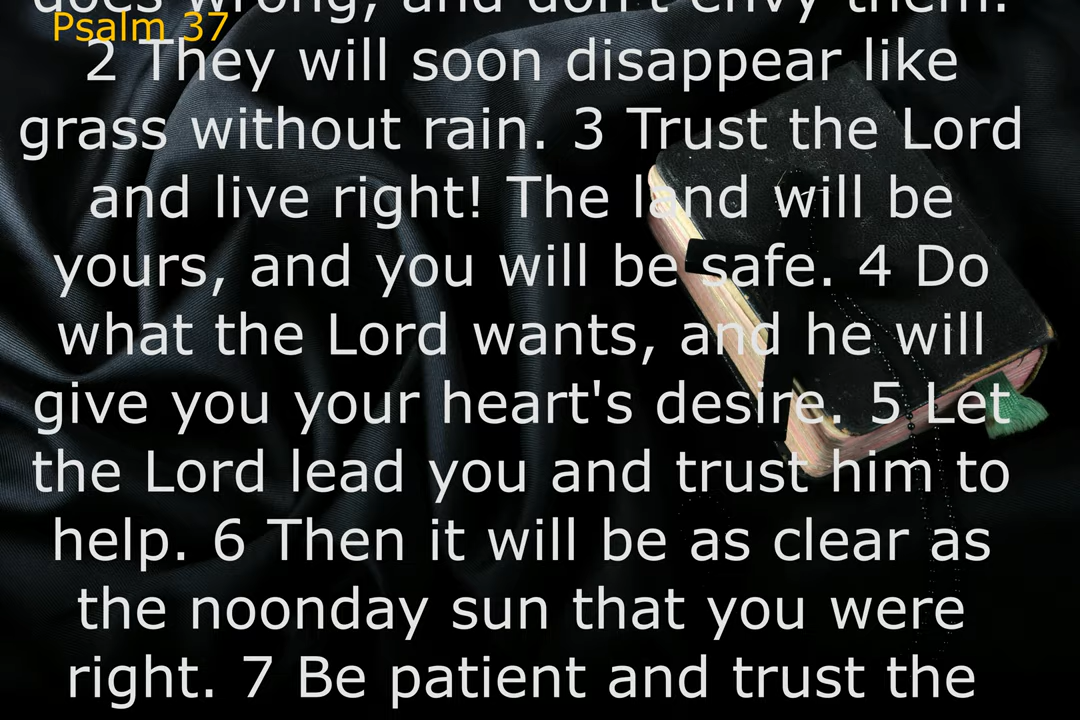 does wrong, and don't envy them.
Psalm 37
2 They will soon disappear like
grass without rain. 3 Trust the Lord
and live right! The land will be
yours, and you will be safe. 4 Do
what the Lord wants, and he will
give you your heart's desire. 5 Let
the Lord lead you and trust him to
help. 6 Then it will be as clear as
the noonday sun that you were
right. 7 Be patient and trust the